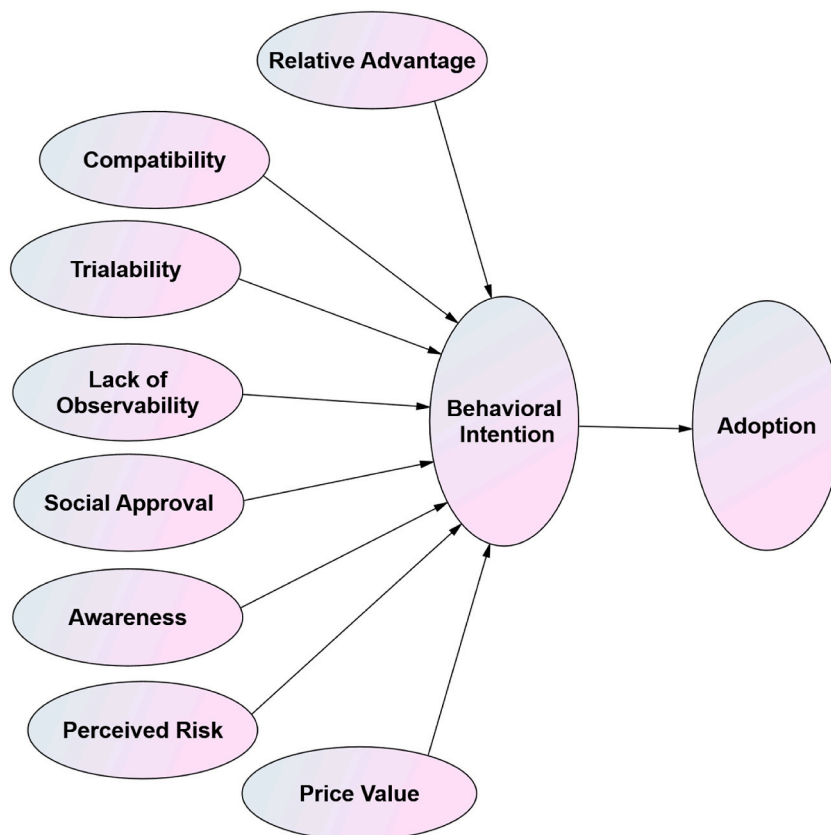 Relative Advantage
Compatibility
Trialability
Lack of
Observability
Social Approval
Awareness
Perceived Risk
Price Value
Behavioral
Intention
Adoption